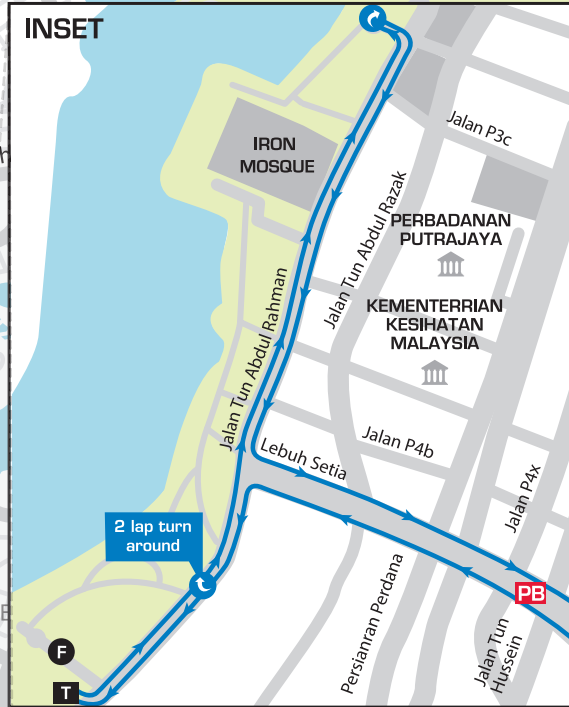 INSET
IRON
MOSQUE
Jalan P3c
PERBADANAN
PUTRAJAYA
Jalan Tun Abdul Razak
KEMENTERRIAN
KESIHATAN
MALAYSIA
Jalan Tun Abdul Rahman
Jalan P4b
Lebuh Setia
Jalan P4x
2 lap turn
around
PB
Persianran Perdana
Jalan Tun
Hussein
F
T